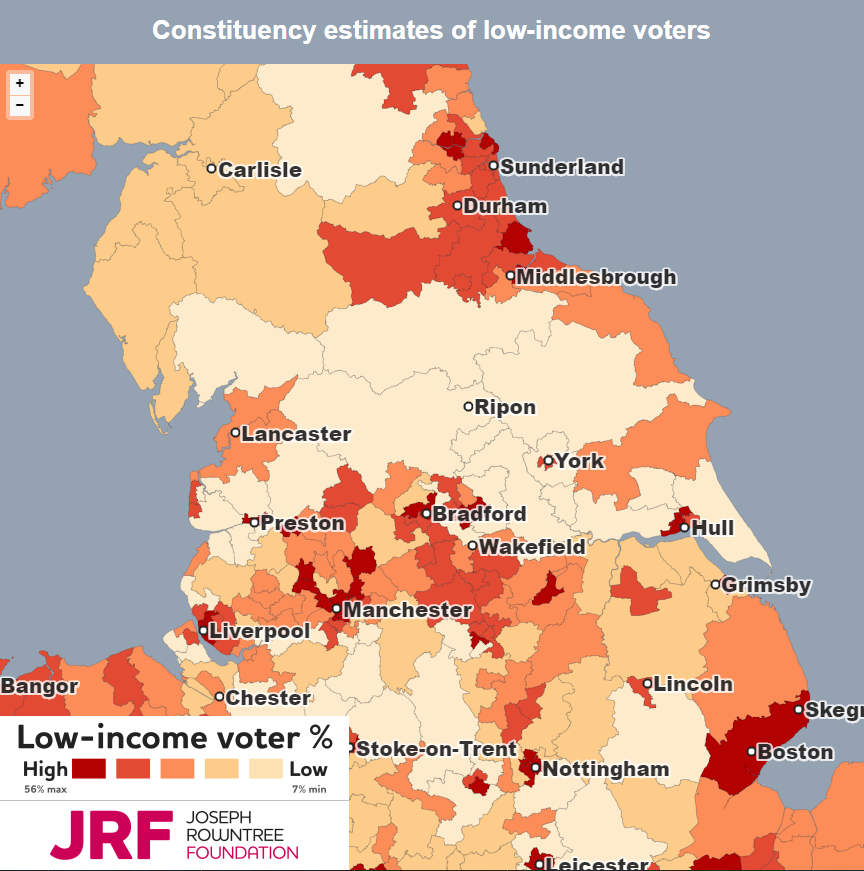 Constituency estimates of low-income voters
+
−
Carlisle
Sunderland
Durham
Middlesbrough
Ripon
Lancaster
York
Preston
Bradford
Hull
Wakefield
Grimsby
Manchester
Liverpool
Bangor
Chester
Lincoln
Skegr
Stoke-on-Trent
Boston
Nottingham
Leicester
Low-income voter %
High Low
56% max 7% min
JRF JOSEPH
ROWNTREE
FOUNDATION